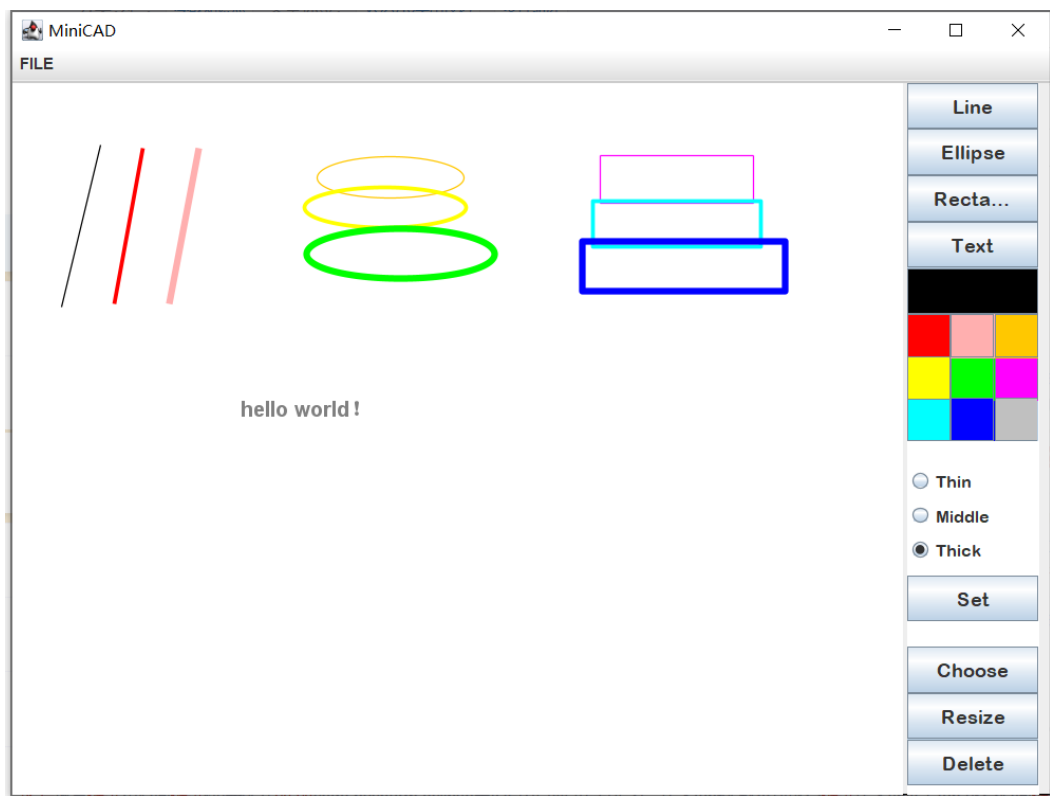 MiniCAD
FILE
Line
Ellipse
Recta...
Text
hello world！
Thin
Middle
Thick
Set
Choose
Resize
Delete